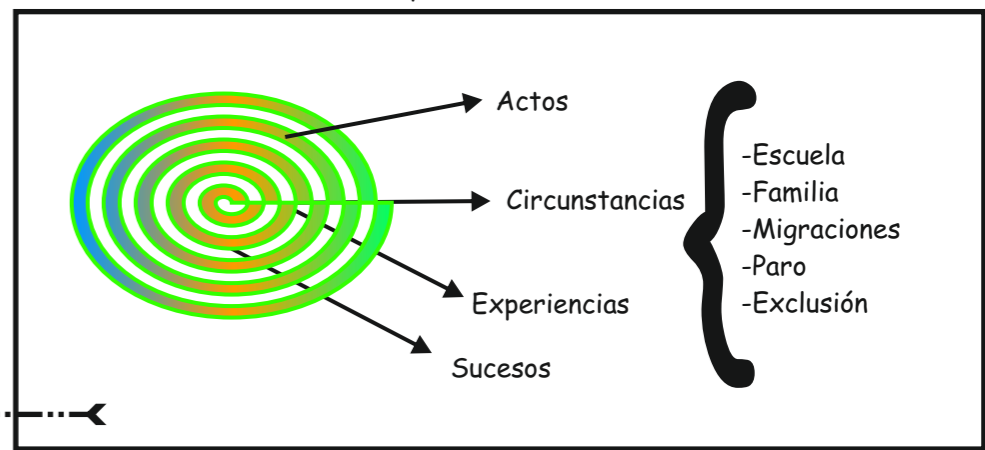 Actos
Circunstancias
Experiencias
Sucesos
-Escuela
-Familia
-Migraciones
-Paro
-Exclusión